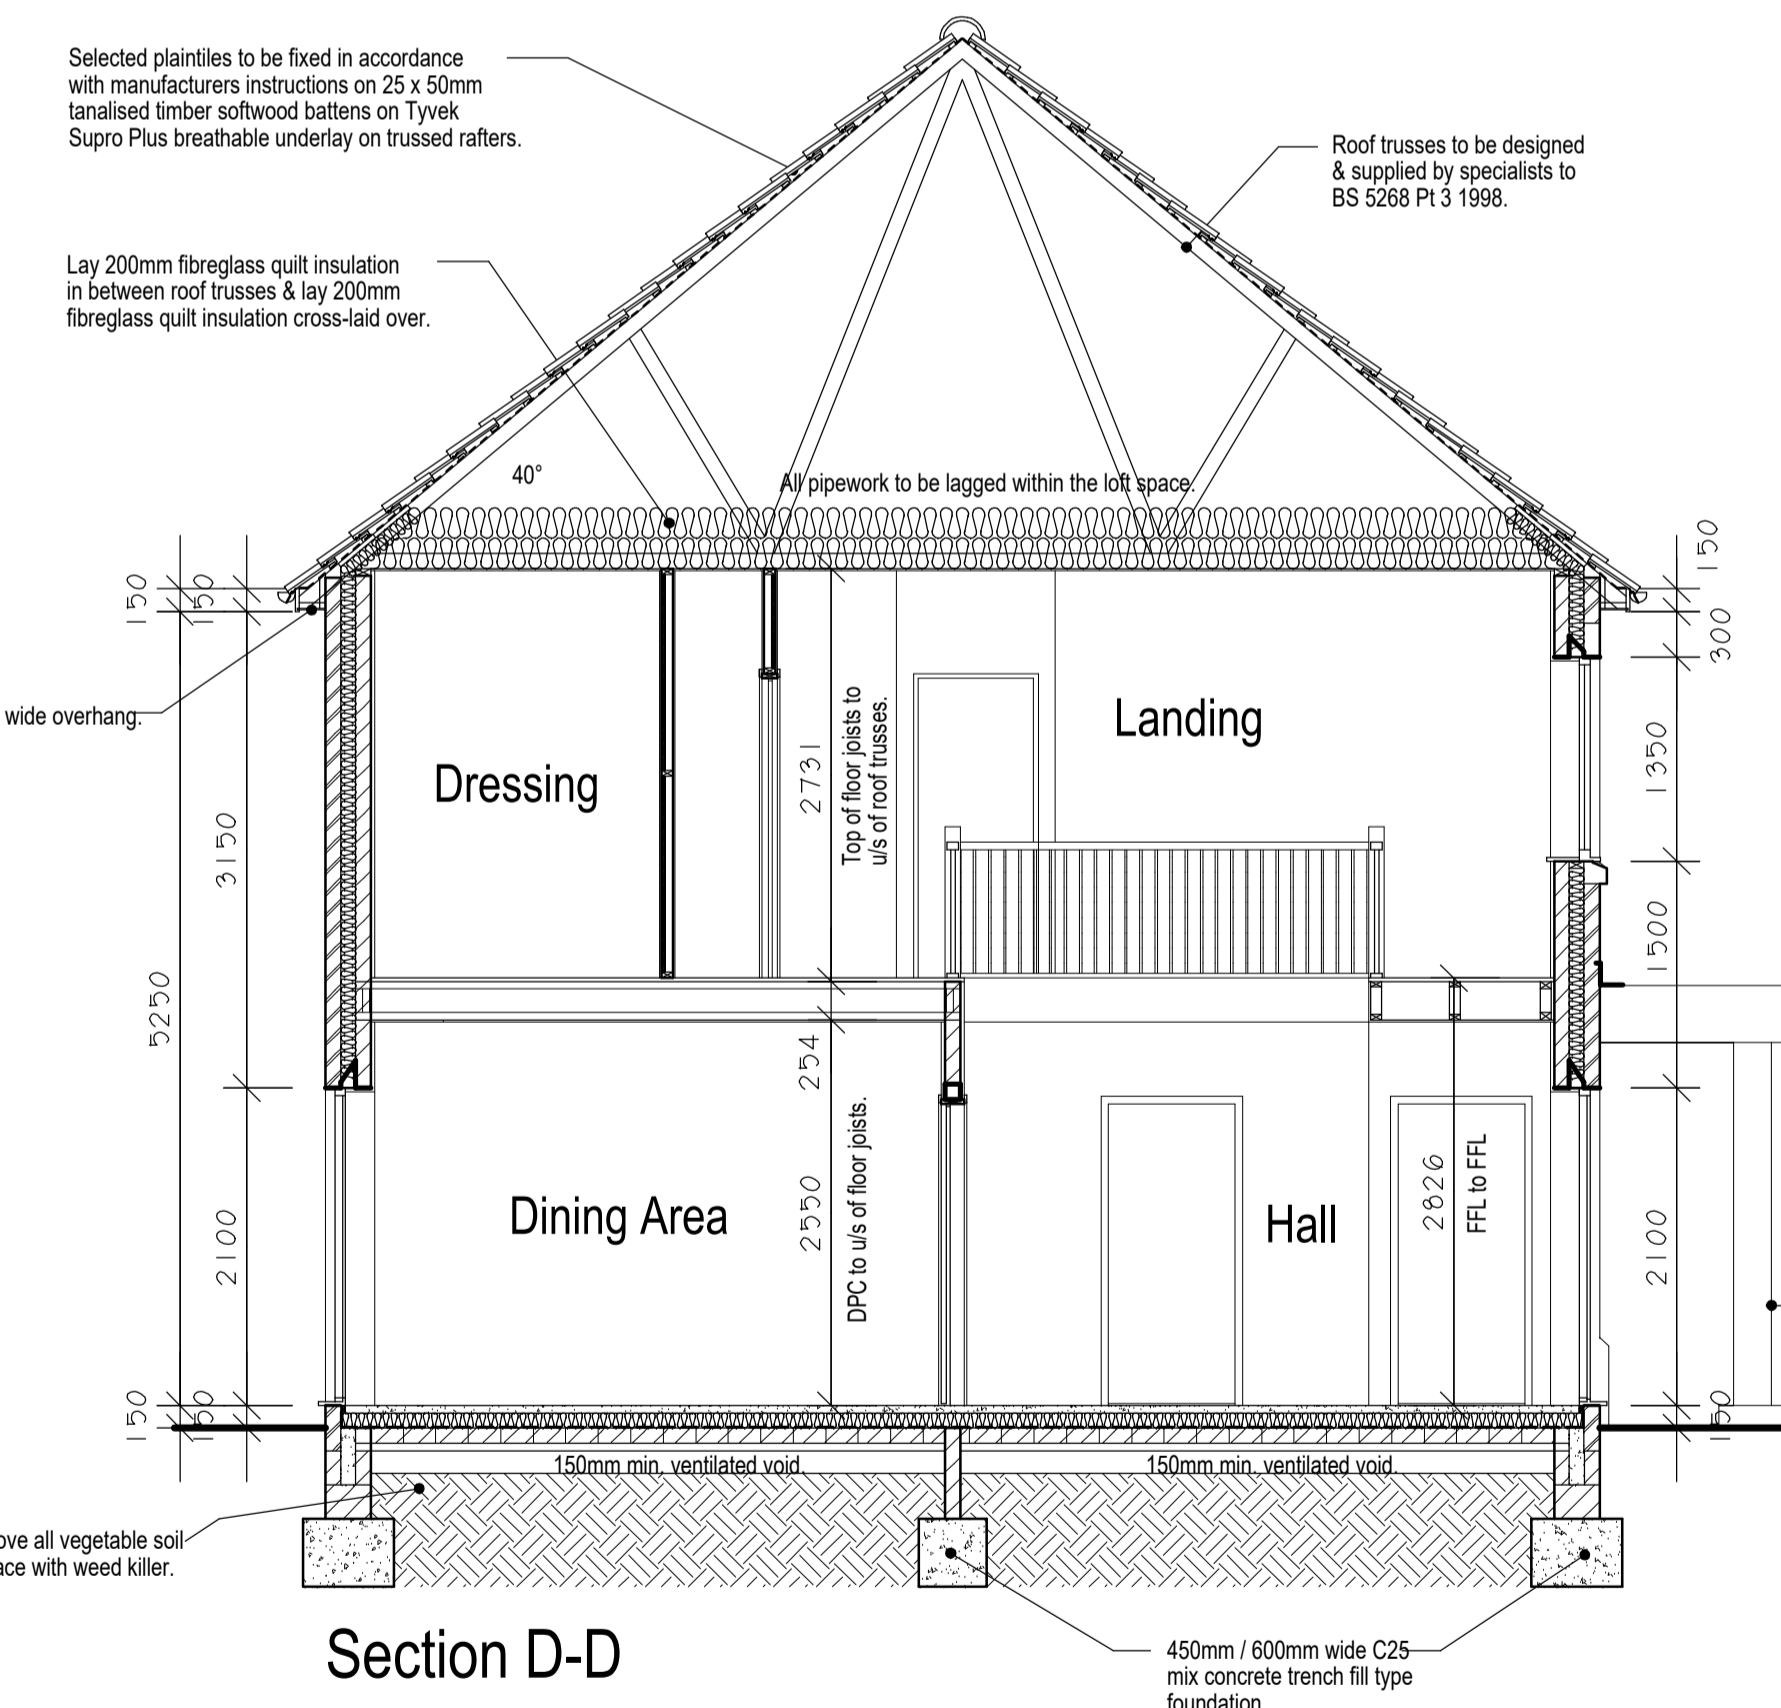 Selected plaintiles to be fixed in accordance
with manufacturers instructions on 25 x 50mm
tanalised timber softwood battens on Tyvek
Supro Plus breathable underlay on trussed rafters.
Roof trusses to be designed
& supplied by specialists to
BS 5268 Pt 3 1998.
Lay 200mm fibreglass quilt insulation
in between roof trusses & lay 200mm
fibreglass quilt insulation cross-laid over.
40°
All pipework to be lagged within the loft space.
150
150
150
300
wide overhang.
Dressing
2731
Top of floor joists to
u/s of roof trusses.
Landing
1350
3150
1500
5250
254
2100
Dining Area
2550
DPC to u/s of floor joists.
Hall
2826
FFL to FFL
2100
150
150
150
150mm min. ventilated void.
150mm min. ventilated void.
ove all vegetable soil
ace with weed killer.
Section D-D
450mm / 600mm wide C25
mix concrete trench fill type
foundation